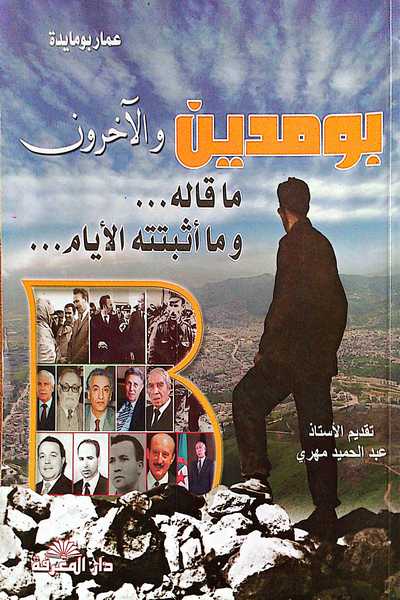 عمار بومايدة
بومدين والآخرون
ما قاله...
وما أثبتته الأيام...
B
تقديم الأستاذ
عبد الحميد مهري
دار المعرفة